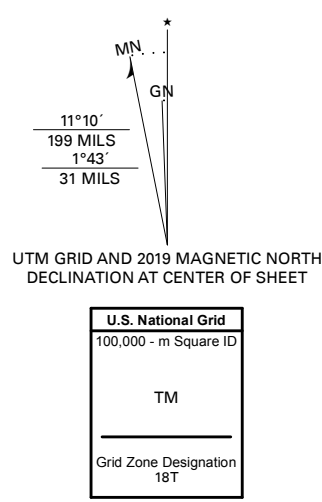 ★
MN
GN
11°10´
199 MILS
1°43´
31 MILS
UTM GRID AND 2019 MAGNETIC NORTH
DECLINATION AT CENTER OF SHEET
U.S. National Grid
100,000 - m Square ID
TM
Grid Zone Designation
18T